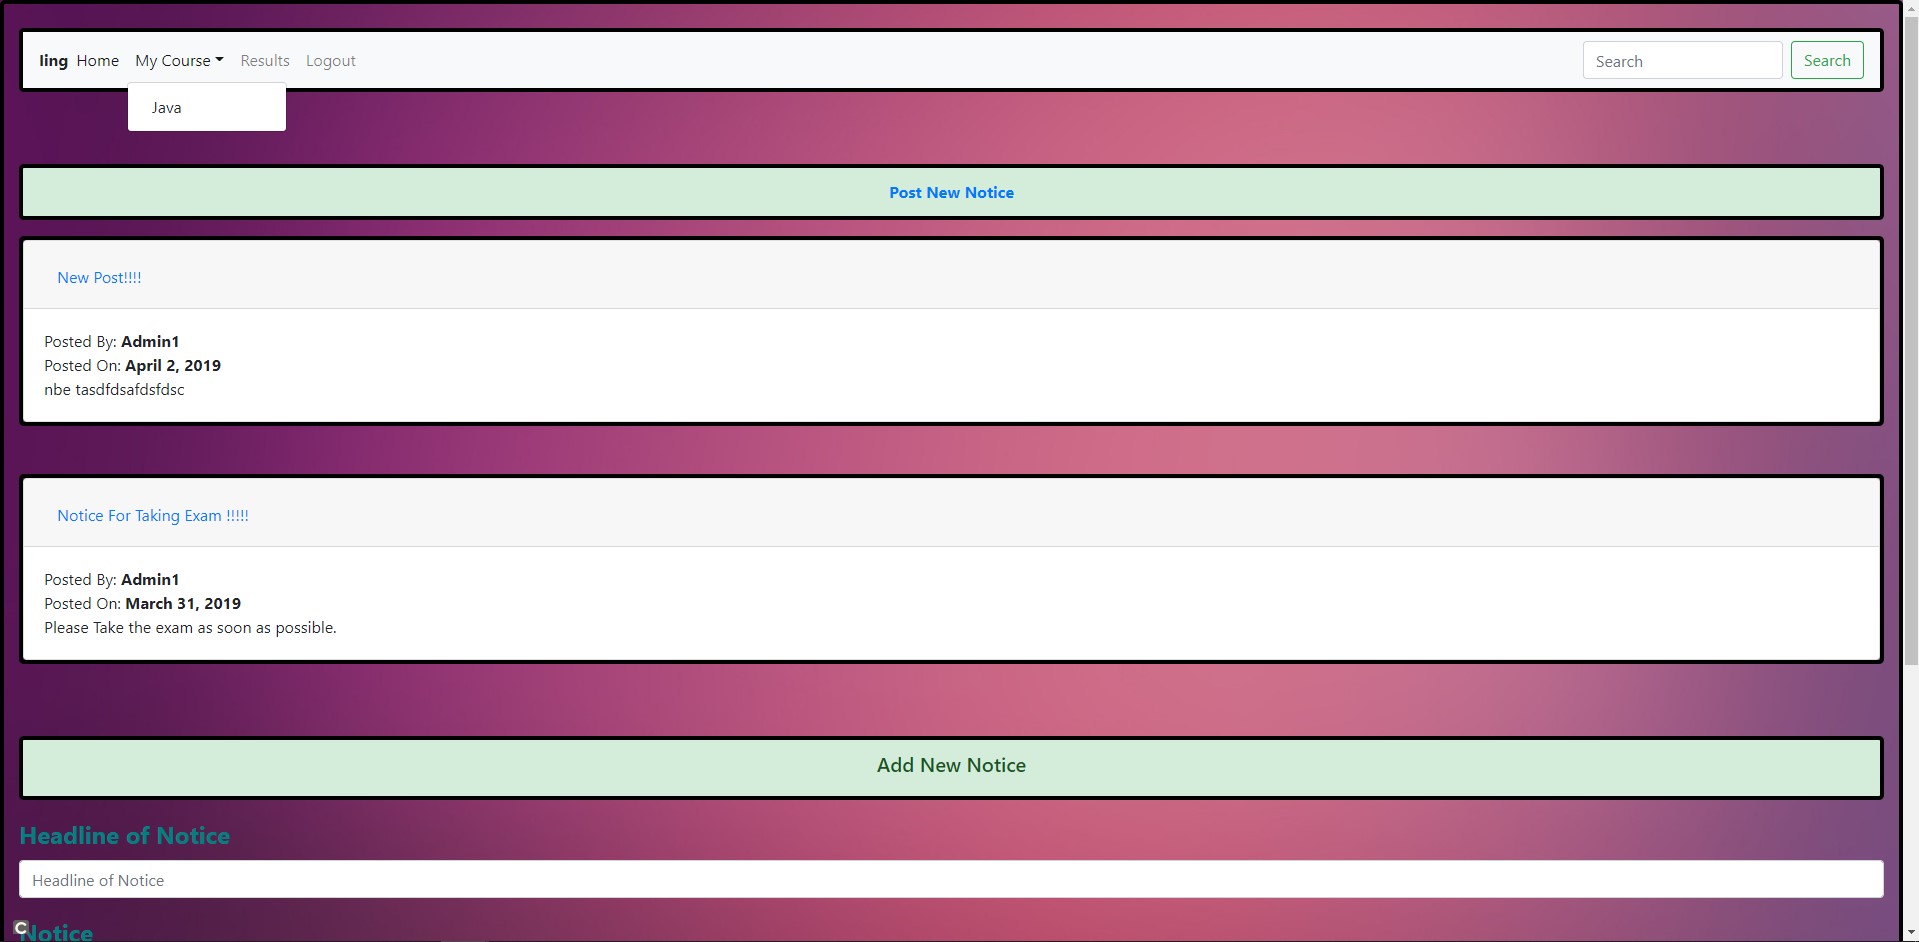 Iing Home My Course Results Logout Search Search
Java
Post New Notice
New Post!!!!
Posted By: Admin1
Posted On: April 2, 2019
nbe tasdfdsafdsfdsc
Notice For Taking Exam !!!!!
Posted By: Admin1
Posted On: March 31, 2019
Please Take the exam as soon as possible.
Add New Notice
Headline of Notice
Headline of Notice
C
Notice